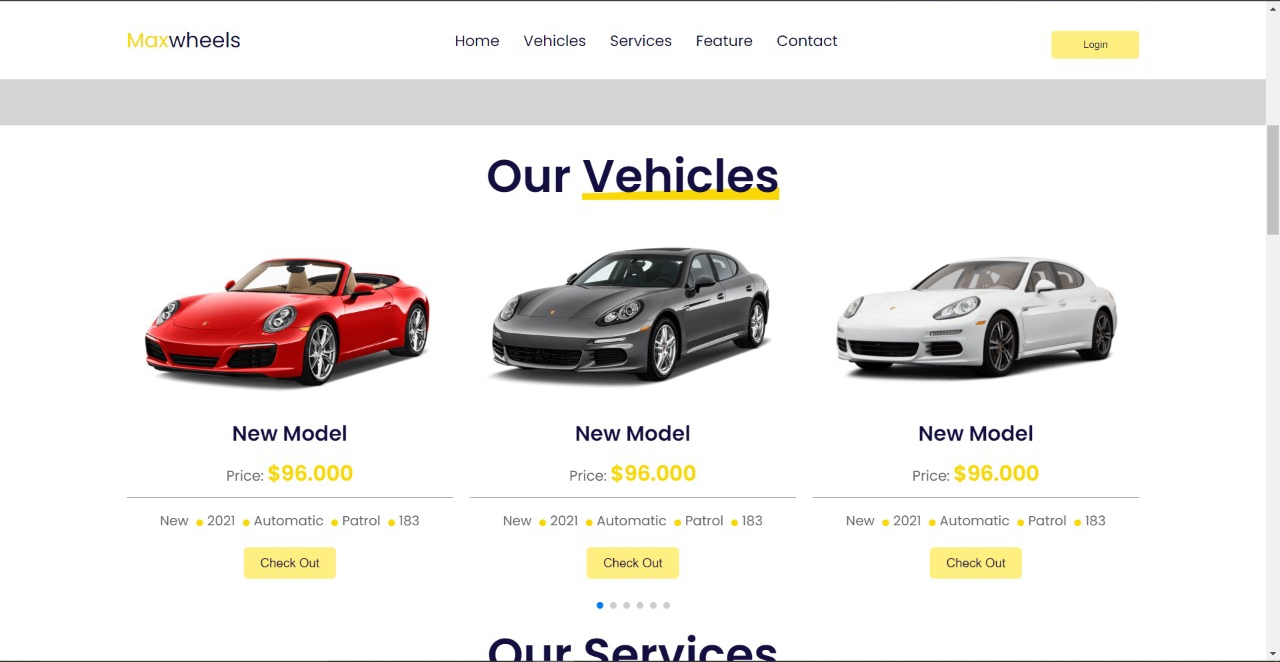 Maxwheels
Home Vehicles Services Feature Contact
Login
Our Vehicles
New Model
Price: $96.000
New 2021 Automatic Patrol 183
Check Out
New Model
Price: $96.000
New 2021 Automatic Patrol 183
Check Out
New Model
Price: $96.000
New 2021 Automatic Patrol 183
Check Out
Our Services